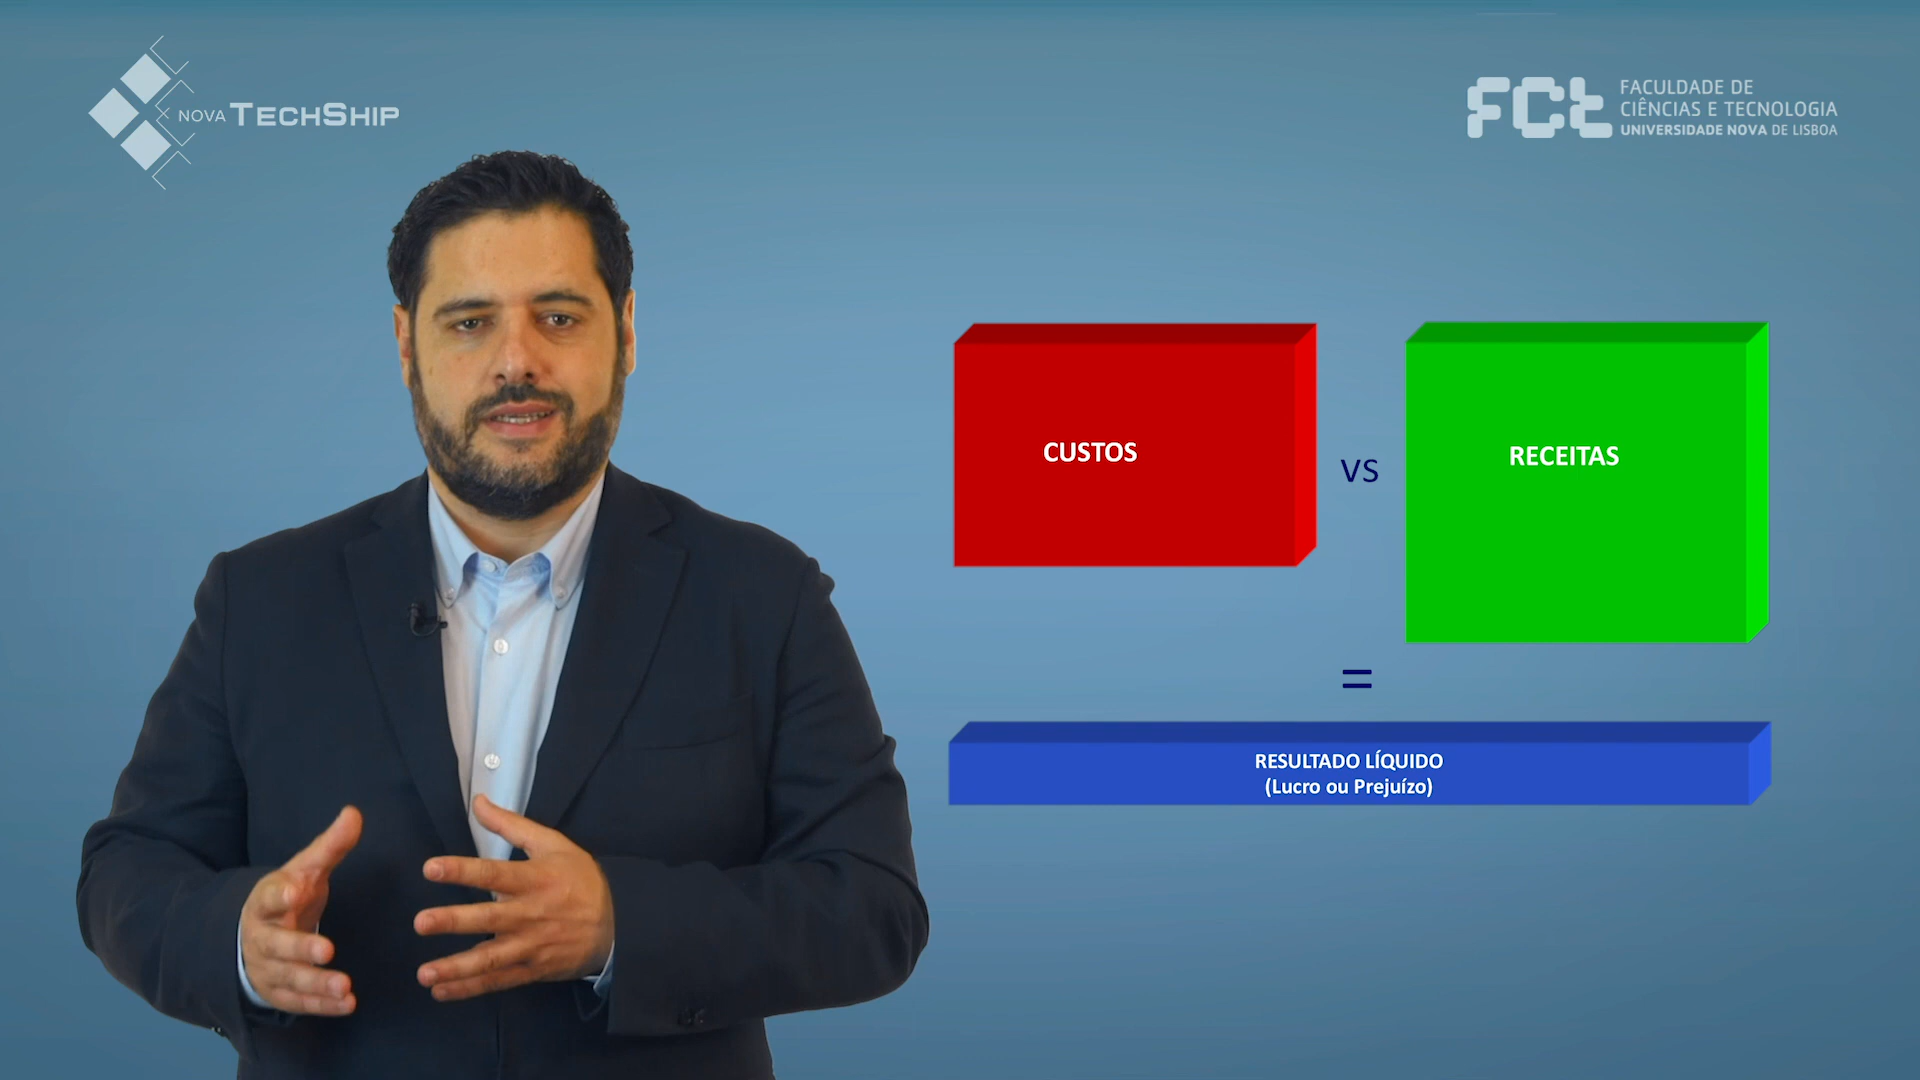 NOVA TECHSHIP
FCt
FACULDADE DE
CIÊNCIAS E TECNOLOGIA
UNIVERSIDADE NOVA DE LISBOA
CUSTOS
VS
RECEITAS
=
RESULTADO LÍQUIDO
(Lucro ou Prejuízo)